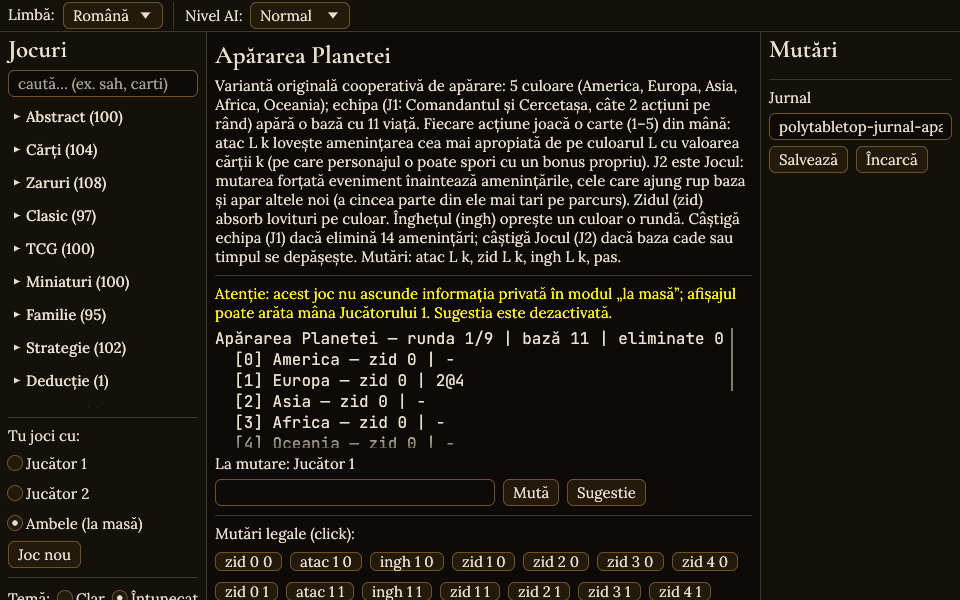 Limbă: Română ▼ Nivel AI: Normal ▼
Jocuri
caută... (ex. sah, carti)
▸ Abstract (100)
▸ Cărți (104)
▸ Zaruri (108)
▸ Clasic (97)
▸ TCG (100)
▸ Miniaturi (100)
▸ Familie (95)
▸ Strategie (102)
▸ Deducție (1)
Tu joci cu:
Jucător 1
Jucător 2
Ambele (la masă)
Joc nou
Temă: Clar Întunecat
Apărarea Planetei
Variantă originală cooperativă de apărare: 5 culoare (America, Europa, Asia,
Africa, Oceania); echipa (J1: Comandantul și Cercetașa, câte 2 acțiuni pe
rând) apără o bază cu 11 viață. Fiecare acțiune joacă o carte (1–5) din mână:
atac L k lovește amenințarea cea mai apropiată de pe culoarul L cu valoarea
cărții k (pe care personajul o poate spori cu un bonus propriu). J2 este Jocul:
mutarea forțată eveniment înaintează amenințările, cele care ajung rup baza
și apar altele noi (a cincea parte din ele mai tari pe parcurs). Zidul (zid)
absorb lovituri pe culoar. Înghețul (ingh) oprește un culoar o rundă. Câștigă
echipa (J1) dacă elimină 14 amenințări; câștigă Jocul (J2) dacă baza cade sau
timpul se depășește. Mutări: atac L k, zid L k, ingh L k, pas.
Atenție: acest joc nu ascunde informația privată în modul „la masă”; afișajul
poate arăta mâna Jucătorului 1. Sugestia este dezactivată.
Apărarea Planetei — runda 1/9 | bază 11 | eliminate 0
[0] America — zid 0 | -
[1] Europa — zid 0 | 2@4
[2] Asia — zid 0 | -
[3] Africa — zid 0 | -
[4] Oceania — zid 0 | -
La mutare: Jucător 1
Mută Sugestie
Mutări legale (click):
zid 0 0 atac 1 0 ingh 1 0 zid 1 0 zid 2 0 zid 3 0 zid 4 0
zid 0 1 atac 1 1 ingh 1 1 zid 1 1 zid 2 1 zid 3 1 zid 4 1
Mutări
Jurnal
polytabletop-jurnal-apa
Salvează Încarcă